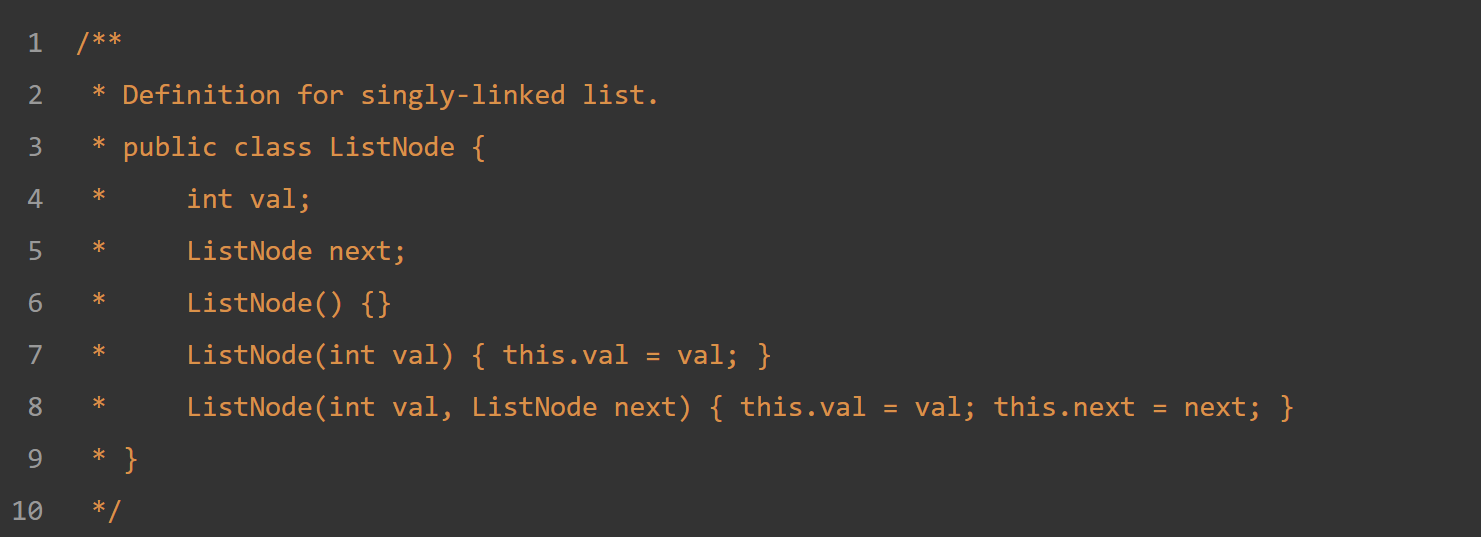 1 /**
2  * Definition for singly-linked list.
3  * public class ListNode {
4  *     int val;
5  *     ListNode next;
6  *     ListNode() {}
7  *     ListNode(int val) { this.val = val; }
8  *     ListNode(int val, ListNode next) { this.val = val; this.next = next; }
9  * }
10  */